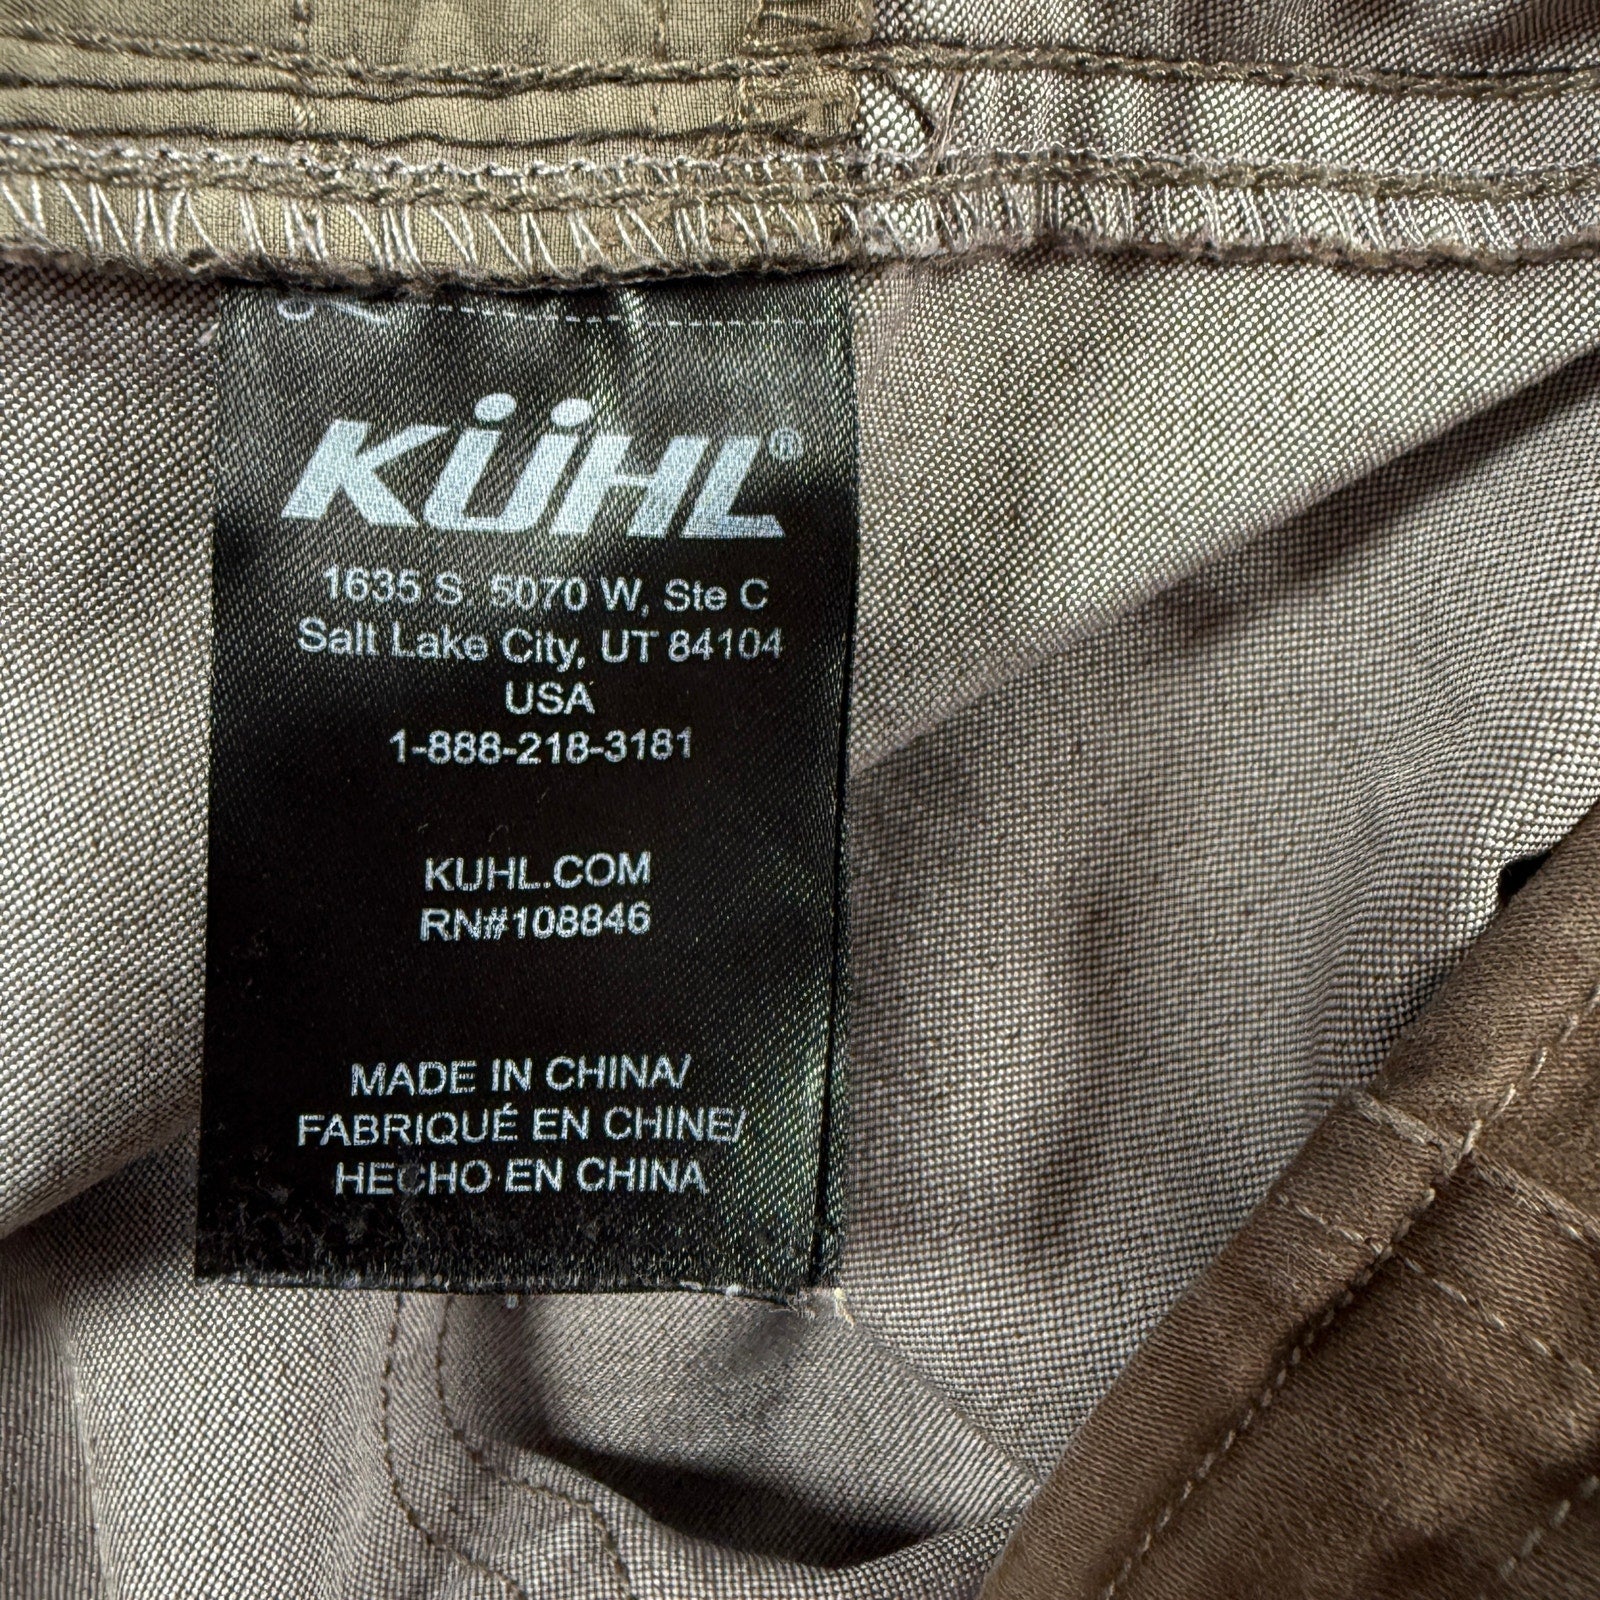 KÜHL®
1635 S. 5070 W, Ste C
Salt Lake City, UT 84104
USA
1-888-218-3181
KUHL.COM
RN#108846
MADE IN CHINA/
FABRIQUÉ EN CHINE/
HECHO EN CHINA